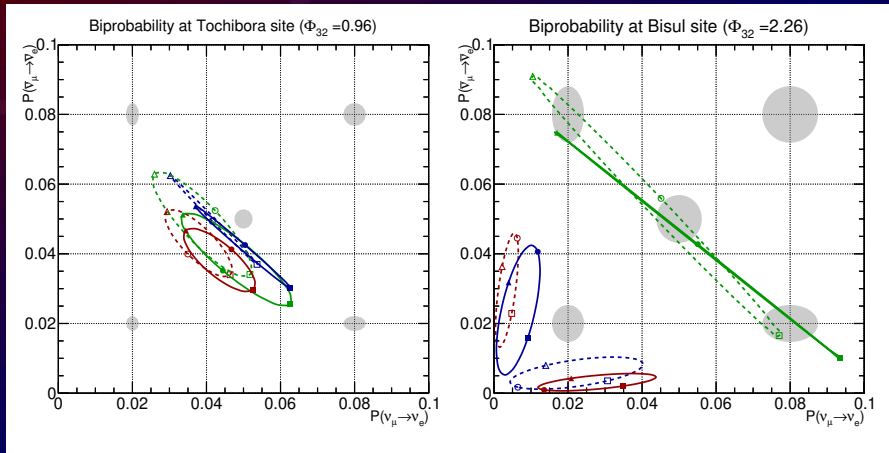 Biprobability at Tochibora site (Φ₃₂ =0.96)
P(ν̄μ→ν̄e)
0.1
0.08
0.06
0.04
0.02
0
0 0.02 0.04 0.06 0.08 0.1
P(νμ→νe)
Biprobability at Bisul site (Φ₃₂ =2.26)
P(ν̄μ→ν̄e)
0.1
0.08
0.06
0.04
0.02
0
0 0.02 0.04 0.06 0.08 0.1
P(νμ→νe)